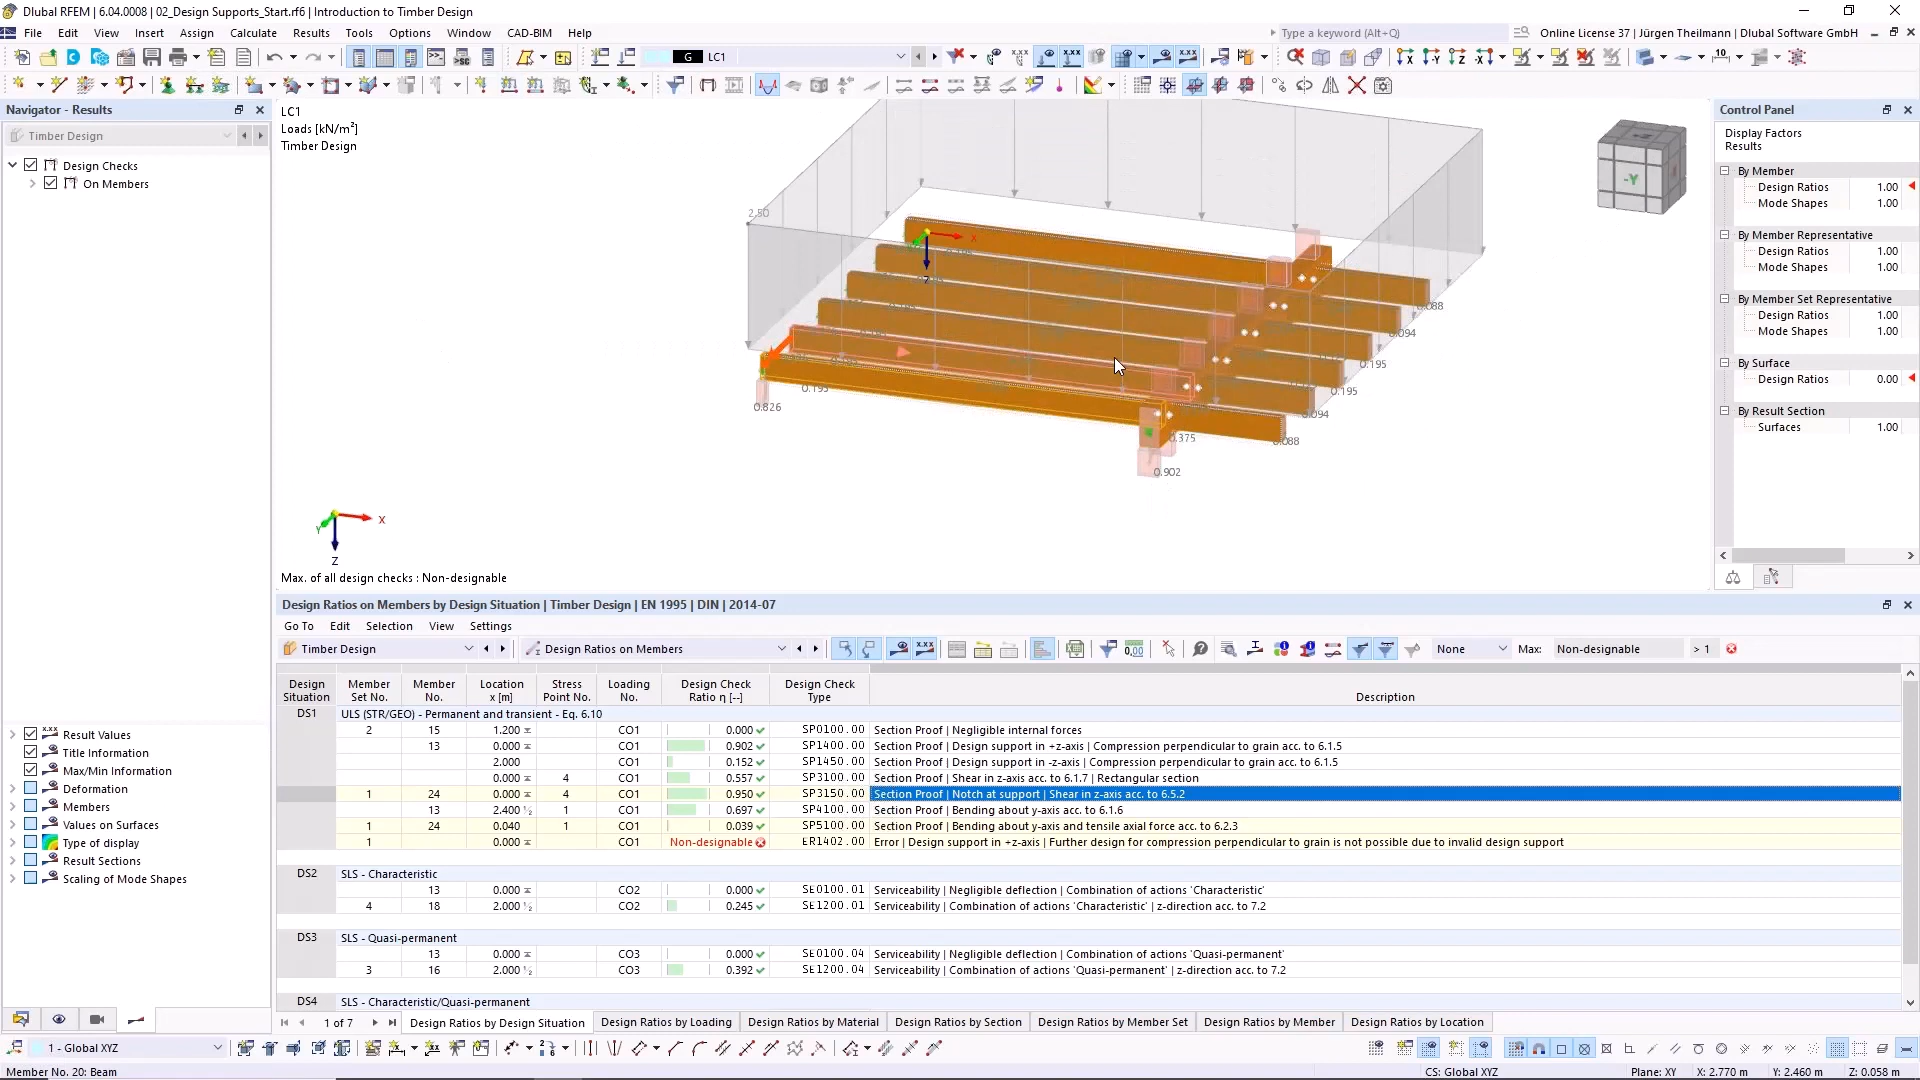 Dlubal RFEM | 6.04.0008 | 02_Design Supports_Start.rf6 | Introduction to Timber Design
File Edit View Insert Assign Calculate Results Tools Options Window CAD-BIM Help
Type a keyword (Alt+Q)
Online License 37 | Jürgen Theilmann | Dlubal Software GmbH
G LC1
Navigator - Results
Timber Design
Design Checks
On Members
Result Values
Title Information
Max/Min Information
Deformation
Members
Values on Surfaces
Type of display
Result Sections
Scaling of Mode Shapes
LC1
Loads [kN/m²]
Timber Design
2.50
X
Z
0.088
0.094
0.195
0.195
0.094
0.088
0.195
0.826
0.375
0.902
-Y
X
Y
Z
Max. of all design checks : Non-designable
Control Panel
Display Factors
Results
By Member
Design Ratios 1.00
Mode Shapes 1.00
By Member Representative
Design Ratios 1.00
Mode Shapes 1.00
By Member Set Representative
Design Ratios 1.00
Mode Shapes 1.00
By Surface
Design Ratios 0.00
By Result Section
Surfaces 1.00
Design Ratios on Members by Design Situation | Timber Design | EN 1995 | DIN | 2014-07
Go To Edit Selection View Settings
Timber Design Design Ratios on Members None Max: Non-designable > 1
Design Situation Member Set No. Member No. Location x [m] Stress Point No. Loading No. Design Check Ratio η [--] Design Check Type Description
DS1 ULS (STR/GEO) - Permanent and transient - Eq. 6.10
2 15 1.200 CO1 0.000 SP0100.00 Section Proof | Negligible internal forces
13 0.000 CO1 0.902 SP1400.00 Section Proof | Design support in +z-axis | Compression perpendicular to grain acc. to 6.1.5
2.000 CO1 0.152 SP1450.00 Section Proof | Design support in -z-axis | Compression perpendicular to grain acc. to 6.1.5
0.000 4 CO1 0.557 SP3100.00 Section Proof | Shear in z-axis acc. to 6.1.7 | Rectangular section
1 24 0.000 4 CO1 0.950 SP3150.00 Section Proof | Notch at support | Shear in z-axis acc. to 6.5.2
13 2.400 ½ 1 CO1 0.697 SP4100.00 Section Proof | Bending about y-axis acc. to 6.1.6
1 24 0.040 1 CO1 0.039 SP5100.00 Section Proof | Bending about y-axis and tensile axial force acc. to 6.2.3
1 0.000 CO1 Non-designable ER1402.00 Error | Design support in +z-axis | Further design for compression perpendicular to grain is not possible due to invalid design support
DS2 SLS - Characteristic
13 0.000 CO2 0.000 SE0100.01 Serviceability | Negligible deflection | Combination of actions 'Characteristic'
4 18 2.000 ½ CO2 0.245 SE1200.01 Serviceability | Combination of actions 'Characteristic' | z-direction acc. to 7.2
DS3 SLS - Quasi-permanent
13 0.000 CO3 0.000 SE0100.04 Serviceability | Negligible deflection | Combination of actions 'Quasi-permanent'
3 16 2.000 ½ CO3 0.392 SE1200.04 Serviceability | Combination of actions 'Quasi-permanent' | z-direction acc. to 7.2
DS4 SLS - Characteristic/Quasi-permanent
1 of 7 Design Ratios by Design Situation Design Ratios by Loading Design Ratios by Material Design Ratios by Section Design Ratios by Member Set Design Ratios by Member Design Ratios by Location
1 - Global XYZ
Member No. 20: Beam
CS: Global XYZ Plane: XY X: 2.770 m Y: 2.460 m Z: 0.058 m